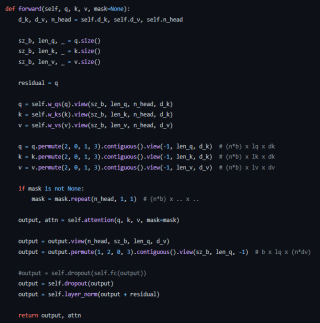 def forward(self, q, k, v, mask=None):
d_k, d_v, n_head = self.d_k, self.d_v, self.n_head
sz_b, len_q, _ = q.size()
sz_b, len_k, _ = k.size()
sz_b, len_v, _ = v.size()
residual = q
q = self.w_qs(q).view(sz_b, len_q, n_head, d_k)
k = self.w_ks(k).view(sz_b, len_k, n_head, d_k)
v = self.w_vs(v).view(sz_b, len_v, n_head, d_v)
q = q.permute(2, 0, 1, 3).contiguous().view(-1, len_q, d_k) # (n*b) x lq x dk
k = k.permute(2, 0, 1, 3).contiguous().view(-1, len_k, d_k) # (n*b) x lk x dk
v = v.permute(2, 0, 1, 3).contiguous().view(-1, len_v, d_v) # (n*b) x lv x dv
if mask is not None:
mask = mask.repeat(n_head, 1, 1) # (n*b) x .. x ..
output, attn = self.attention(q, k, v, mask=mask)
output = output.view(n_head, sz_b, len_q, d_v)
output = output.permute(1, 2, 0, 3).contiguous().view(sz_b, len_q, -1) # b x lq x (n*dv)
#output = self.dropout(self.fc(output))
output = self.dropout(output)
output = self.layer_norm(output + residual)
return output, attn